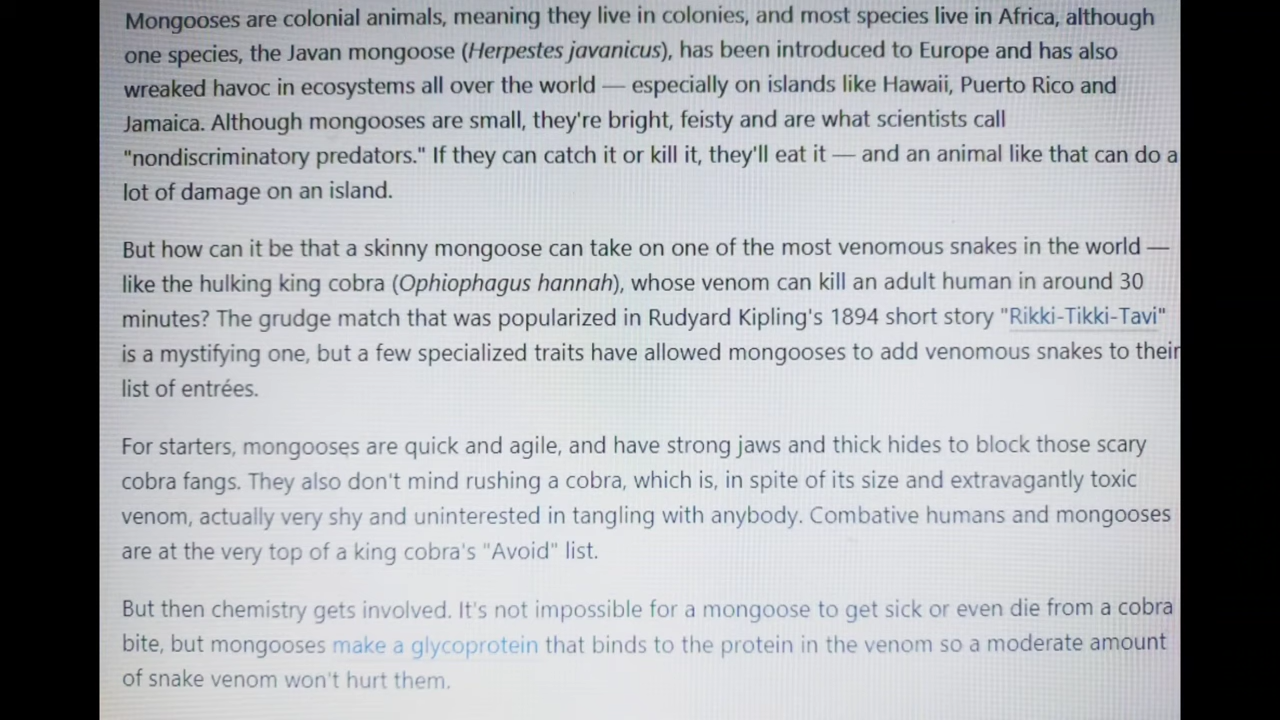 Mongooses are colonial animals, meaning they live in colonies, and most species live in Africa, although
one species, the Javan mongoose (Herpestes javanicus), has been introduced to Europe and has also
wreaked havoc in ecosystems all over the world — especially on islands like Hawaii, Puerto Rico and
Jamaica. Although mongooses are small, they're bright, feisty and are what scientists call
"nondiscriminatory predators." If they can catch it or kill it, they'll eat it — and an animal like that can do a
lot of damage on an island.
But how can it be that a skinny mongoose can take on one of the most venomous snakes in the world —
like the hulking king cobra (Ophiophagus hannah), whose venom can kill an adult human in around 30
minutes? The grudge match that was popularized in Rudyard Kipling's 1894 short story "Rikki-Tikki-Tavi"
is a mystifying one, but a few specialized traits have allowed mongooses to add venomous snakes to their
list of entrées.
For starters, mongooses are quick and agile, and have strong jaws and thick hides to block those scary
cobra fangs. They also don't mind rushing a cobra, which is, in spite of its size and extravagantly toxic
venom, actually very shy and uninterested in tangling with anybody. Combative humans and mongooses
are at the very top of a king cobra's "Avoid" list.
But then chemistry gets involved. It's not impossible for a mongoose to get sick or even die from a cobra
bite, but mongooses make a glycoprotein that binds to the protein in the venom so a moderate amount
of snake venom won't hurt them.